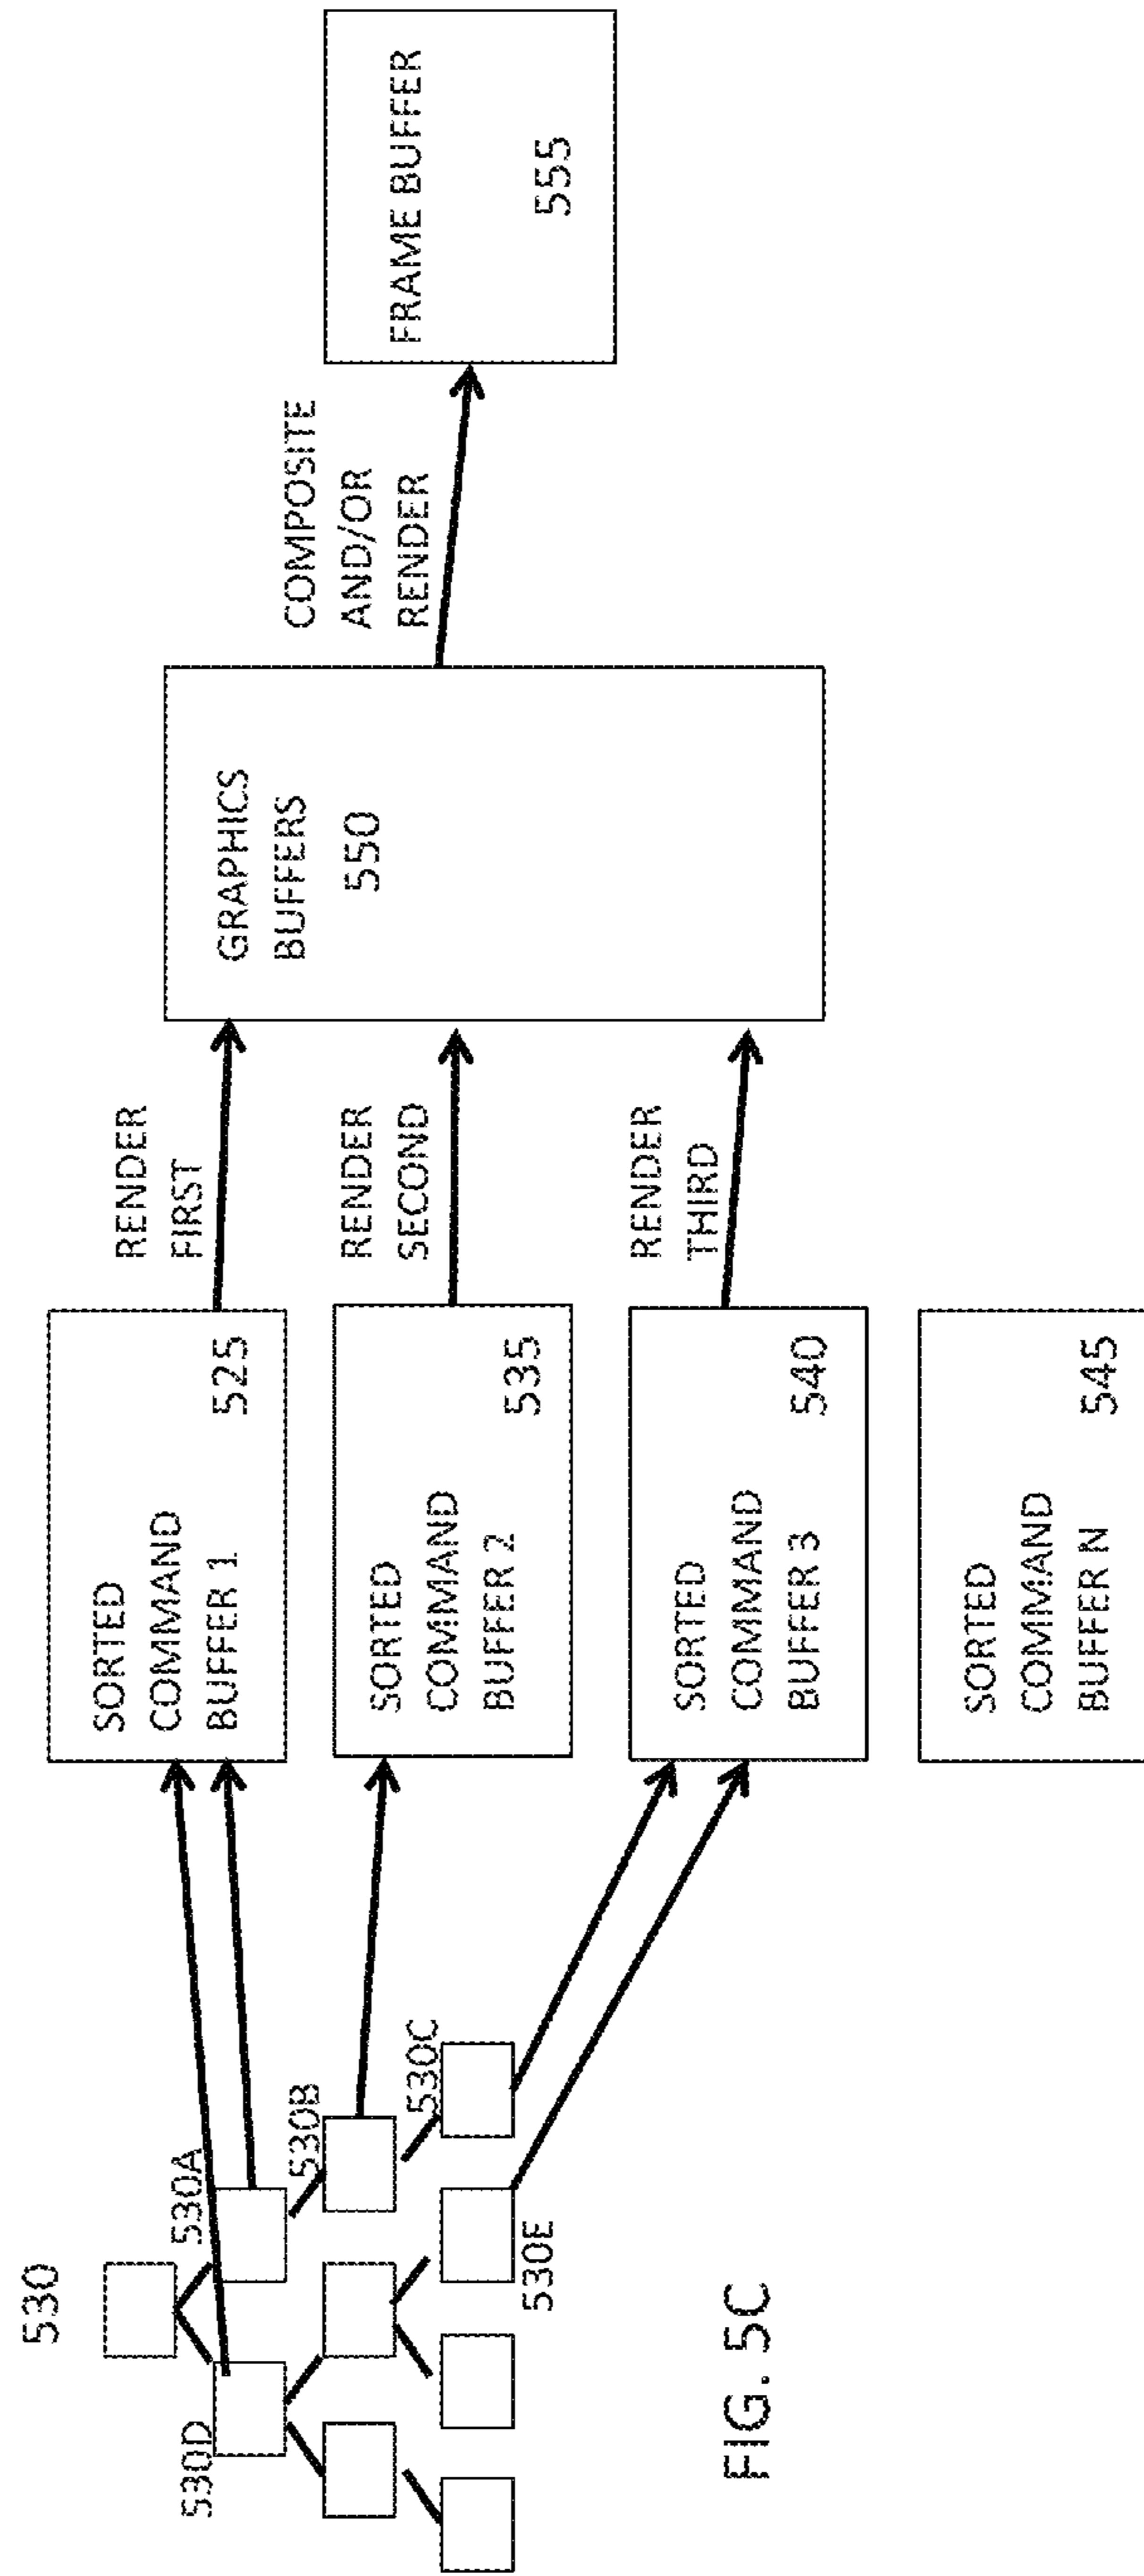 530
530A
530D
530B
530C
530E
SORTED
COMMAND
BUFFER 1
525
SORTED
COMMAND
BUFFER 2
535
SORTED
COMMAND
BUFFER 3
540
SORTED
COMMAND
BUFFER N
545
RENDER
FIRST
RENDER
SECOND
RENDER
THIRD
GRAPHICS
BUFFERS
550
COMPOSITE
AND/OR
RENDER
FRAME BUFFER
555
FIG. 5C